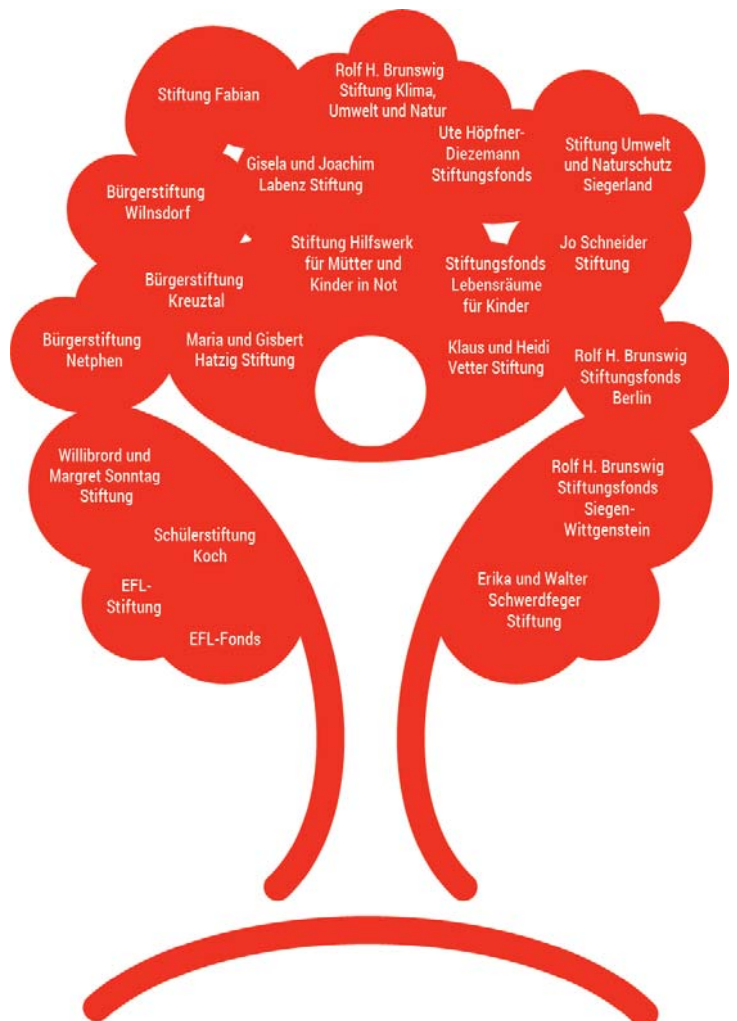 Stiftung Fabian
Rolf H. Brunswig
Stiftung Klima,
Umwelt und Natur
Ute Höpfner-
Diezemann
Stiftungsfonds
Stiftung Umwelt
und Naturschutz
Siegerland
Gisela und Joachim
Labenz Stiftung
Bürgerstiftung
Wilnsdorf
Stiftung Hilfswerk
für Mütter und
Kinder in Not
Stiftungsfonds
Lebensräume
für Kinder
Jo Schneider
Stiftung
Bürgerstiftung
Kreuztal
Bürgerstiftung
Netphen
Maria und Gisbert
Hatzig Stiftung
Klaus und Heidi
Vetter Stiftung
Rolf H. Brunswig
Stiftungsfonds
Berlin
Willibrord und
Margret Sonntag
Stiftung
Rolf H. Brunswig
Stiftungsfonds
Siegen-
Wittgenstein
Schülerstiftung
Koch
EFL-
Stiftung
Erika und Walter
Schwerdfeger
Stiftung
EFL-Fonds